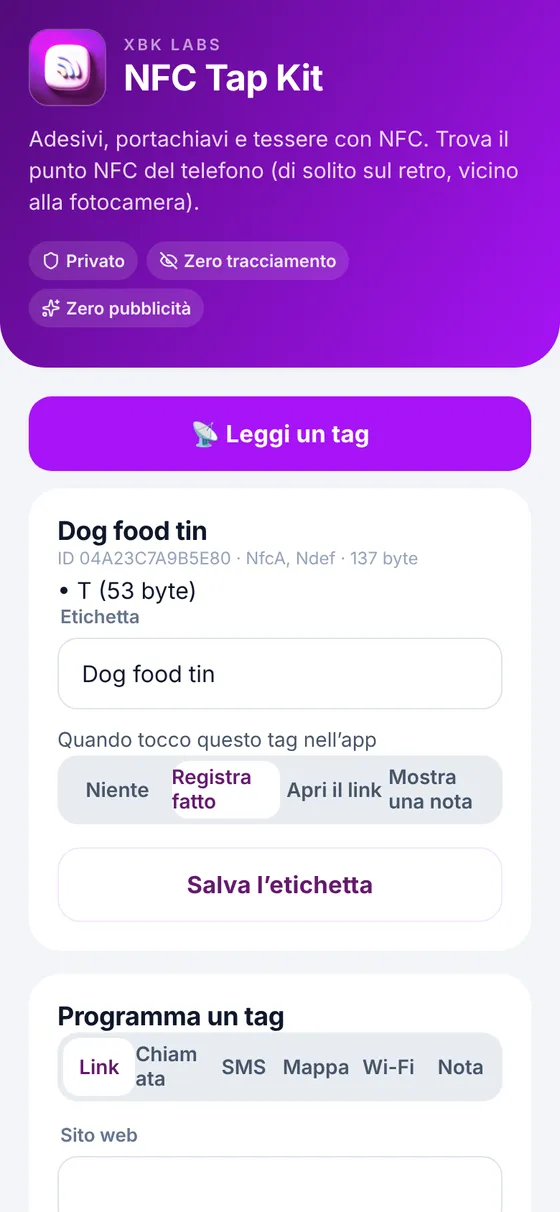 XBK LABS
NFC Tap Kit
Adesivi, portachiavi e tessere con NFC. Trova il
punto NFC del telefono (di solito sul retro, vicino
alla fotocamera).
Privato
Zero tracciamento
Zero pubblicità
Leggi un tag
Dog food tin
ID 04A23C7A9B5E80 · NfcA, Ndef · 137 byte
• T (53 byte)
Etichetta
Dog food tin
Quando tocco questo tag nell’app
Niente
Registra
fatto
Apri il link
Mostra
una nota
Salva l’etichetta
Programma un tag
Link
Chiam
ata
SMS
Mappa
Wi-Fi
Nota
Sito web